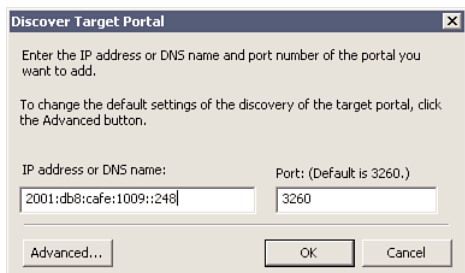 Discover Target Portal
Enter the IP address or DNS name and port number of the portal you
want to add.
To change the default settings of the discovery of the target portal, click
the Advanced button.
IP address or DNS name:
Port: (Default is 3260.)
2001:db8:cafe:1009::248
3260
Advanced...
OK
Cancel